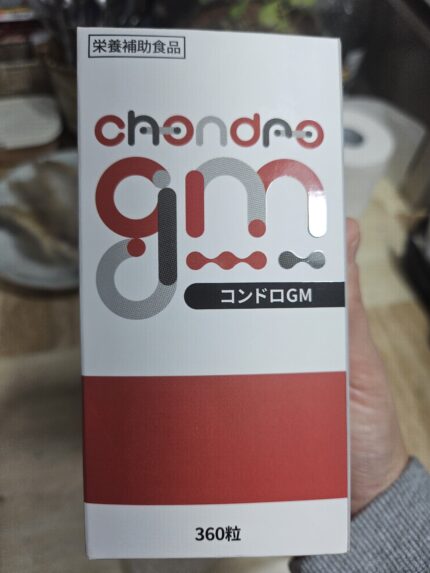 栄養補助食品
chondro
gm
コンドロGM
360粒